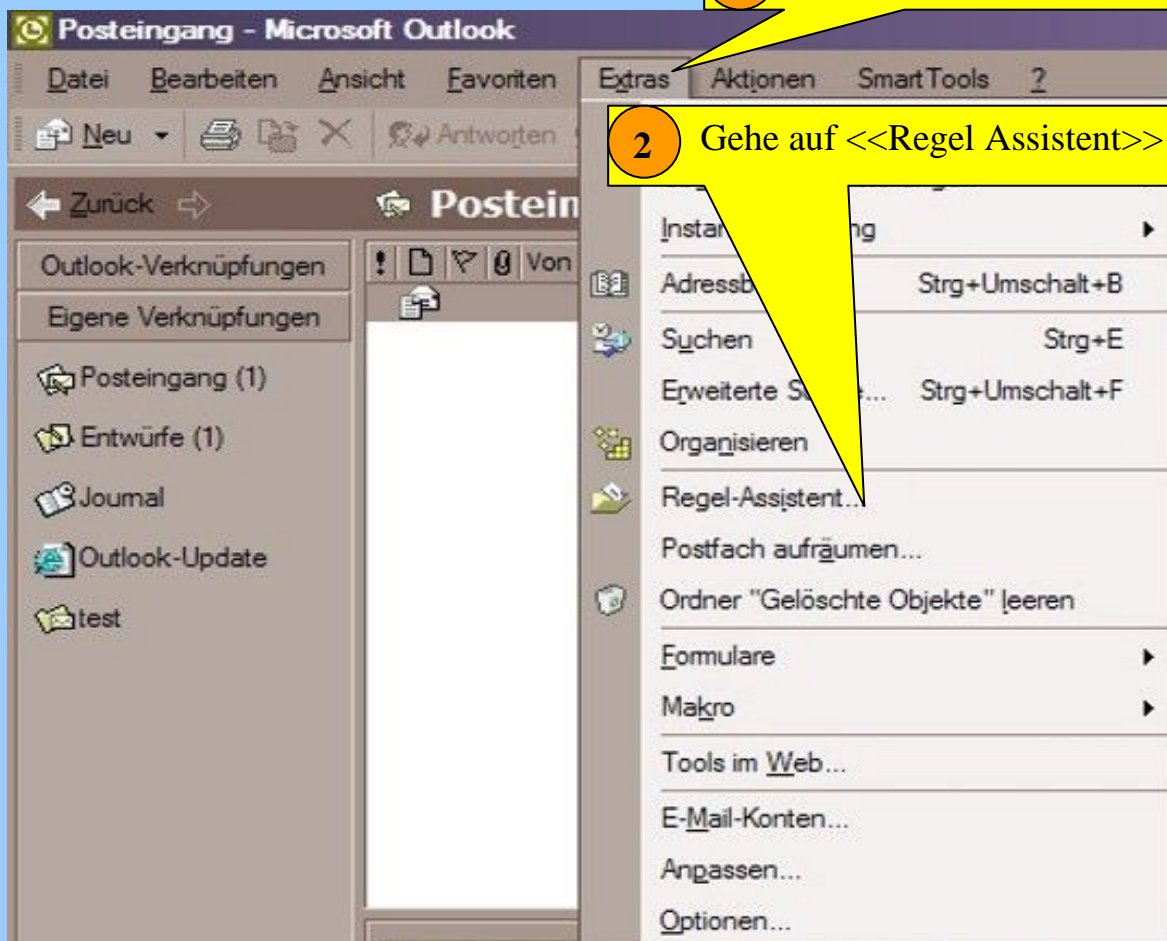 Posteingang - Microsoft Outlook
Datei Bearbeiten Ansicht Favoriten Extras Aktionen SmartTools ?
Neu Antworten
2 Gehe auf <<Regel Assistent>>
Zurück Postein
Outlook-Verknüpfungen
! Von
Eigene Verknüpfungen
Posteingang (1)
Entwürfe (1)
Journal
Outlook-Update
test
Instan ng
Adressb Strg+Umschalt+B
Suchen Strg+E
Erweiterte S e... Strg+Umschalt+F
Organisieren
Regel-Assistent...
Postfach aufräumen...
Ordner "Gelöschte Objekte" leeren
Formulare
Makro
Tools im Web...
E-Mail-Konten...
Anpassen...
Optionen...